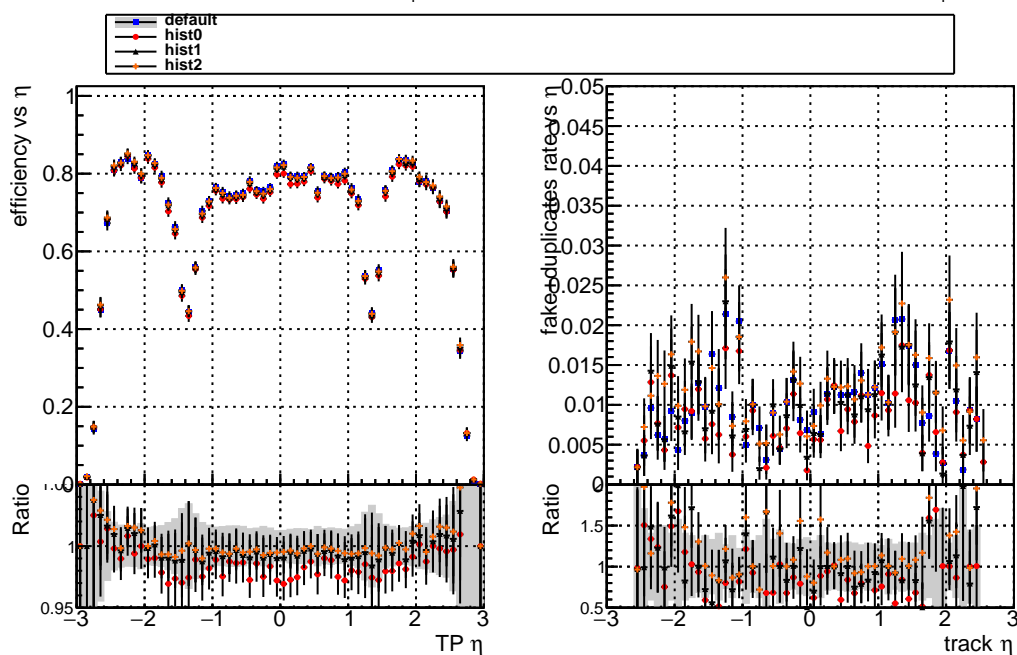 default
hist0
hist1
hist2
efficiency vs η
1
0.8
0.6
0.4
0.2
0
Ratio
1
0.95
−3 −2 −1 0 1 2 3
TP η
fake+duplicates rate vs η
0.05
0.045
0.04
0.035
0.03
0.025
0.02
0.015
0.01
0.005
0
Ratio
1.5
1
0.5
−3 −2 −1 0 1 2 3
track η